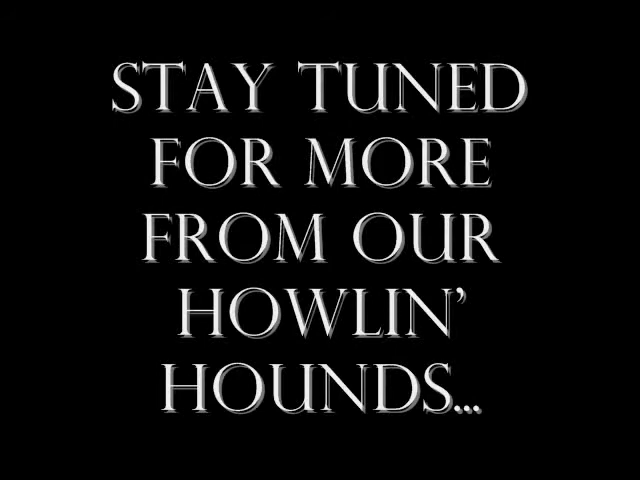 STAY TUNED
FOR MORE
FROM OUR
HOWLIN'
HOUNDS...